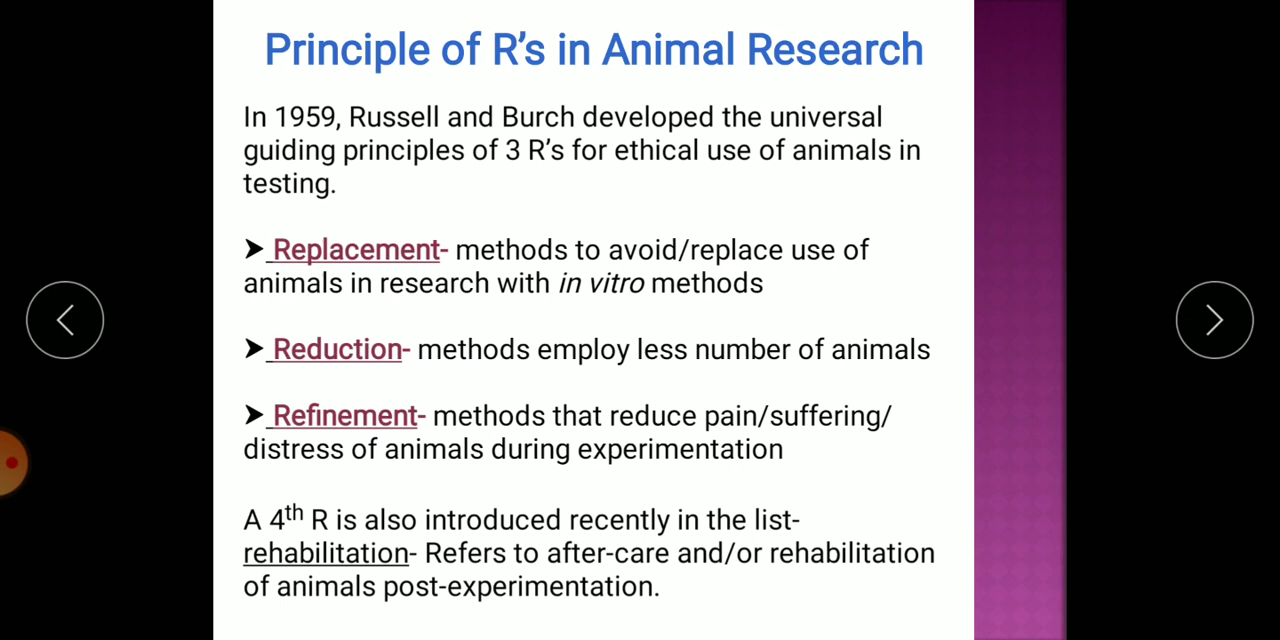 Principle of R’s in Animal Research
In 1959, Russell and Burch developed the universal
guiding principles of 3 R’s for ethical use of animals in
testing.
➤ Replacement- methods to avoid/replace use of
animals in research with in vitro methods
➤ Reduction- methods employ less number of animals
➤ Refinement- methods that reduce pain/suffering/
distress of animals during experimentation
A 4th R is also introduced recently in the list-
rehabilitation- Refers to after-care and/or rehabilitation
of animals post-experimentation.